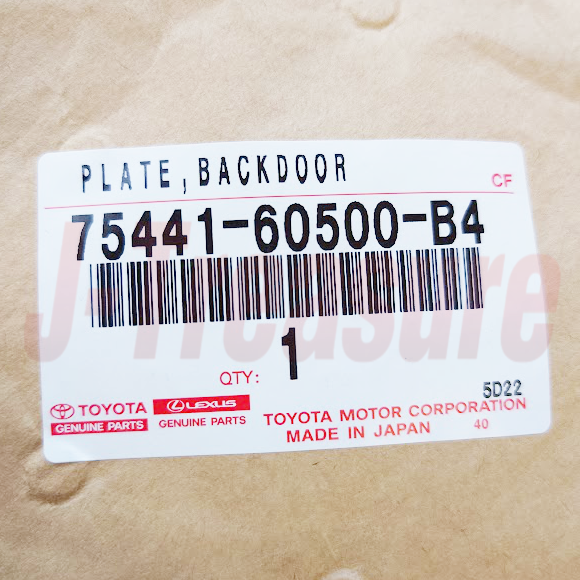 PLATE,BACKDOOR
CF
75441-60500-B4
J-Treasure
QTY: 1
5D22
TOYOTA LEXUS
GENUINE PARTS GENUINE PARTS
TOYOTA MOTOR CORPORATION
MADE IN JAPAN 40